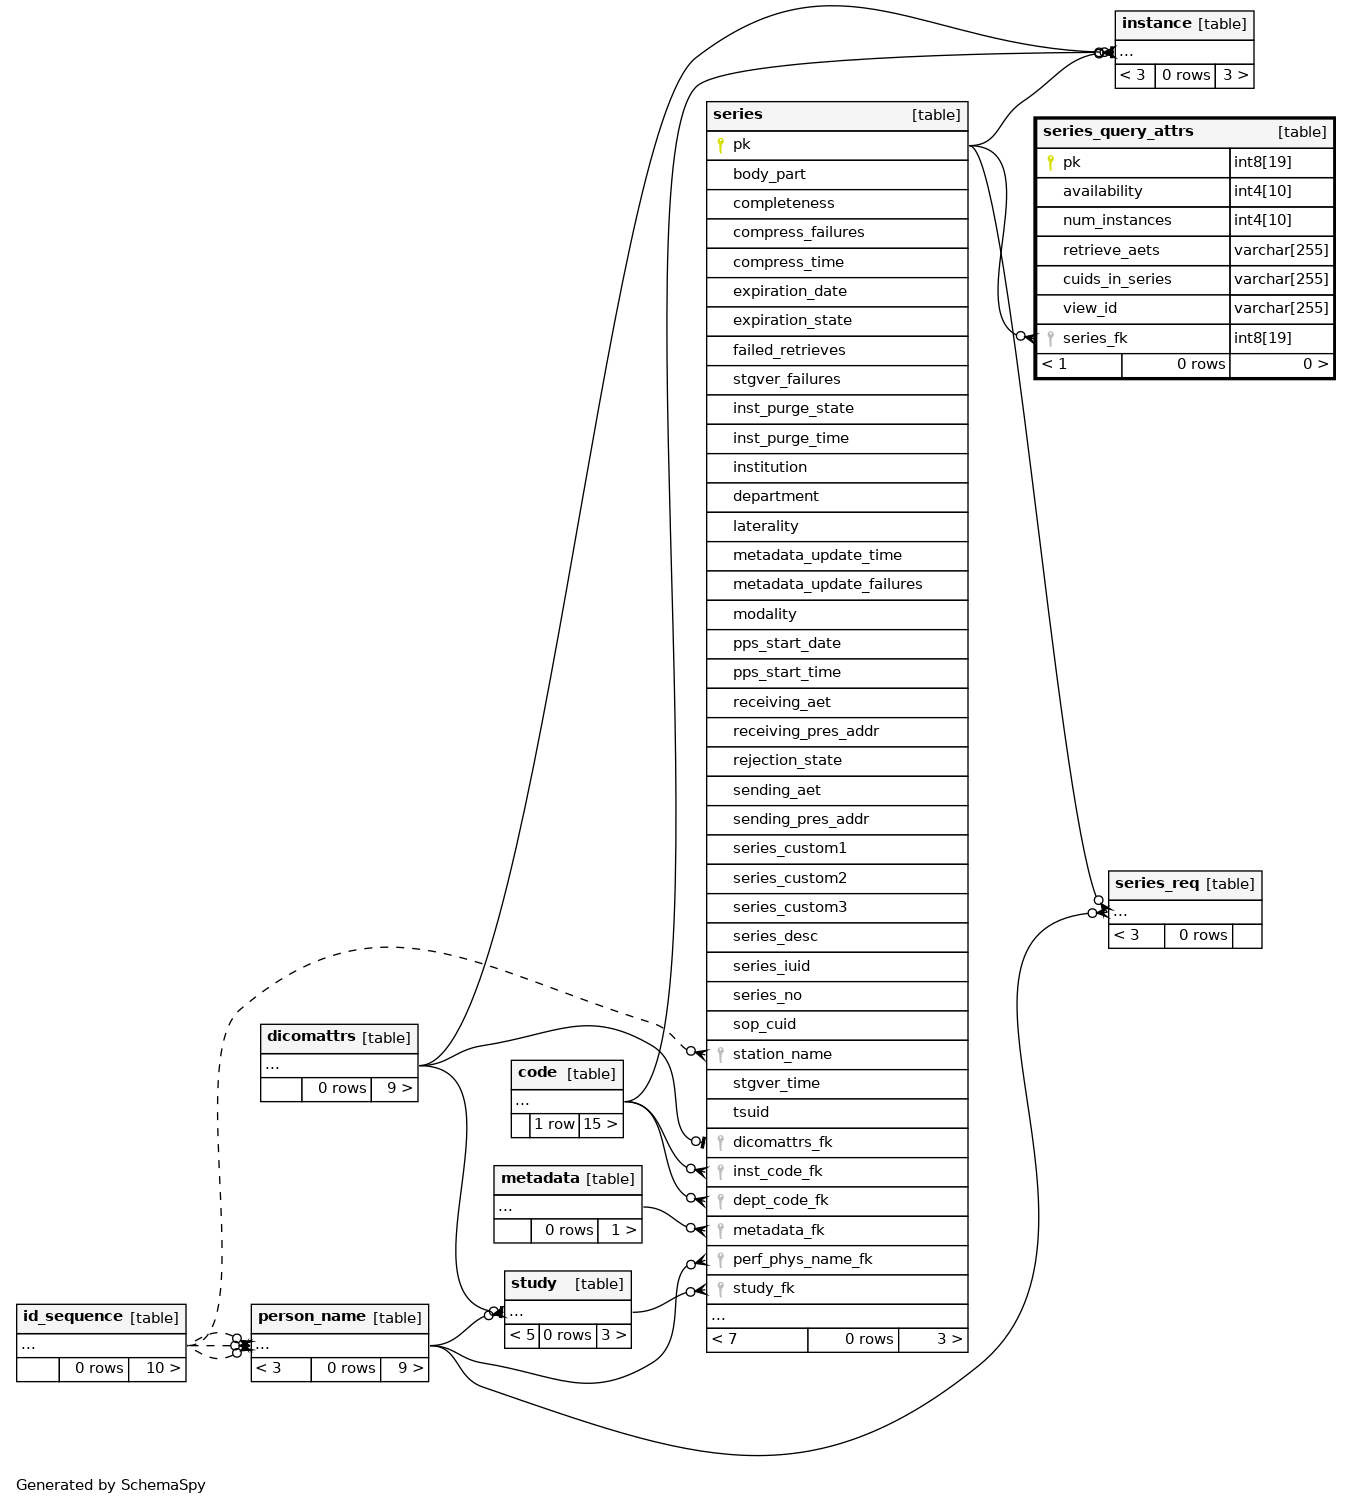 instance [table]
...
< 3 0 rows 3 >
series [table]
pk
body_part
completeness
compress_failures
compress_time
expiration_date
expiration_state
failed_retrieves
stgver_failures
inst_purge_state
inst_purge_time
institution
department
laterality
metadata_update_time
metadata_update_failures
modality
pps_start_date
pps_start_time
receiving_aet
receiving_pres_addr
rejection_state
sending_aet
sending_pres_addr
series_custom1
series_custom2
series_custom3
series_desc
series_iuid
series_no
sop_cuid
station_name
stgver_time
tsuid
dicomattrs_fk
inst_code_fk
dept_code_fk
metadata_fk
perf_phys_name_fk
study_fk
...
< 7 0 rows 3 >
series_query_attrs [table]
pk int8[19]
availability int4[10]
num_instances int4[10]
retrieve_aets varchar[255]
cuids_in_series varchar[255]
view_id varchar[255]
series_fk int8[19]
< 1 0 rows 0 >
series_req [table]
...
< 3 0 rows
dicomattrs [table]
...
0 rows 9 >
code [table]
...
1 row 15 >
metadata [table]
...
0 rows 1 >
study [table]
...
< 5 0 rows 3 >
id_sequence [table]
...
0 rows 10 >
person_name [table]
...
< 3 0 rows 9 >
Generated by SchemaSpy